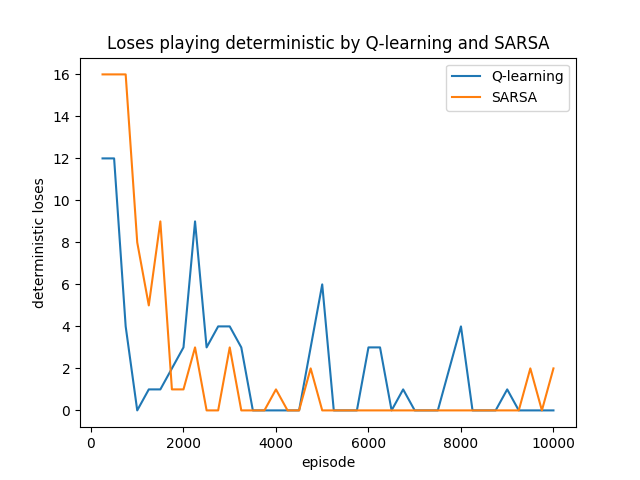 Loses playing deterministic by Q-learning and SARSA
Q-learning
SARSA
deterministic loses
16
14
12
10
8
6
4
2
0
0 2000 4000 6000 8000 10000
episode